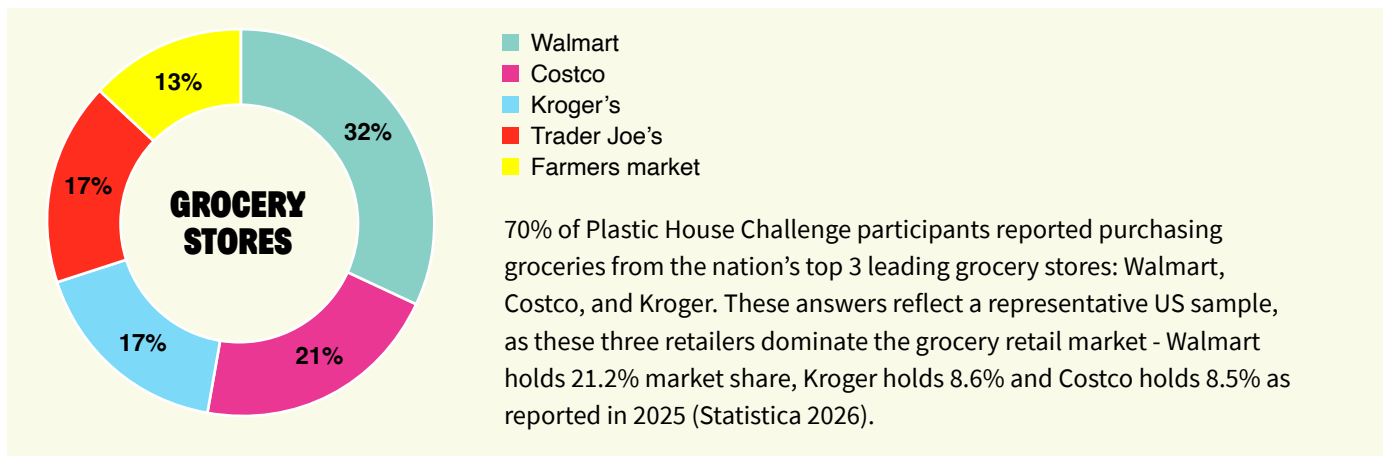 13%
32%
17%
GROCERY
STORES
17%
21%
Walmart
Costco
Kroger’s
Trader Joe’s
Farmers market
70% of Plastic House Challenge participants reported purchasing
groceries from the nation’s top 3 leading grocery stores: Walmart,
Costco, and Kroger. These answers reflect a representative US sample,
as these three retailers dominate the grocery retail market - Walmart
holds 21.2% market share, Kroger holds 8.6% and Costco holds 8.5% as
reported in 2025 (Statistica 2026).